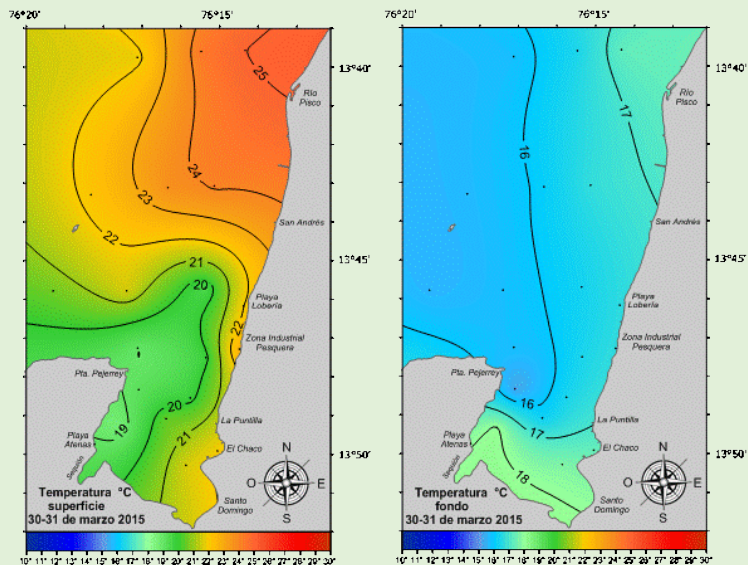 76°20'
76°15'
25
13°40'
Río
Pisco
24
23
San Andrés
22
21
13°45'
20
Playa
Lobería
22
Zona Industrial
Pesquera
Pta. Pejerrey
20
19
La Puntilla
21
Playa
Atenas
El Chaco
13°50'
Sequión
N
O
E
S
Santo
Domingo
Temperatura °C
superficie
30-31 de marzo 2015
10° 11° 12° 13° 14° 15° 16° 17° 18° 19° 20° 21° 22° 23° 24° 25° 26° 27° 28° 29° 30°
76°20'
76°15'
13°40'
Río
Pisco
17
16
San Andrés
13°45'
Playa
Lobería
Zona Industrial
Pesquera
Pta. Pejerrey
16
La Puntilla
17
Playa
Atenas
El Chaco
13°50'
Sequión
18
N
O
E
S
Santo
Domingo
Temperatura °C
fondo
30-31 de marzo 2015
10° 11° 12° 13° 14° 15° 16° 17° 18° 19° 20° 21° 22° 23° 24° 25° 26° 27° 28° 29° 30°